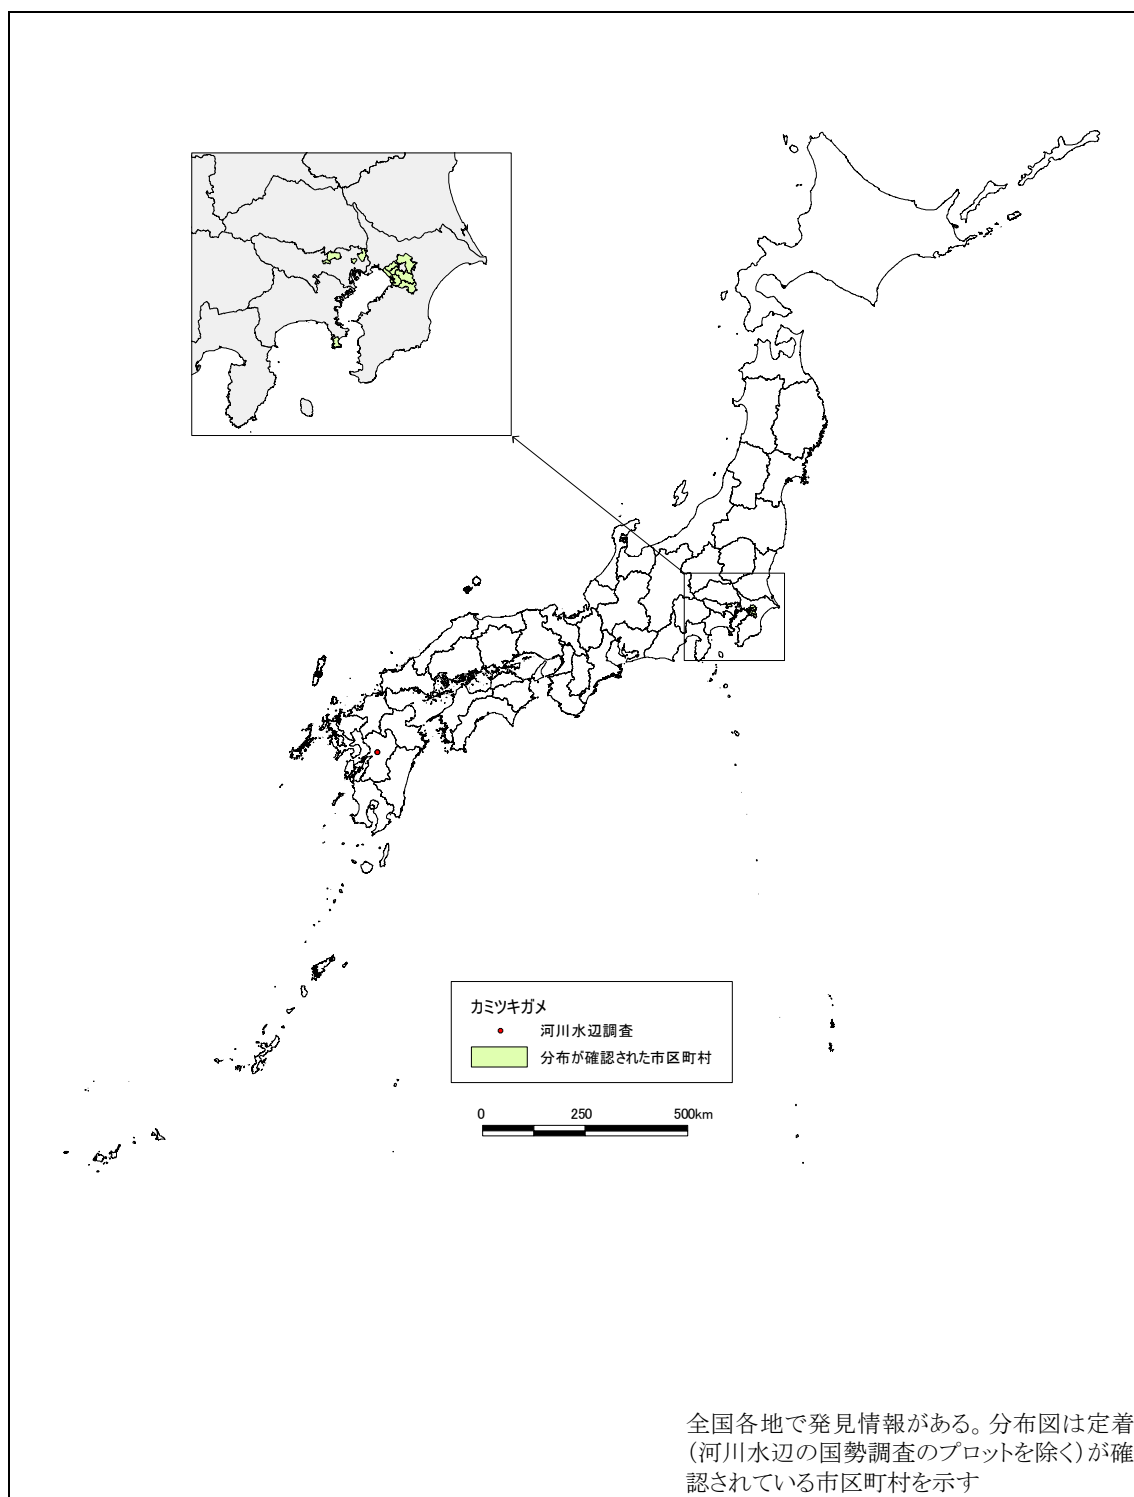 カミツキガメ
河川水辺調査
分布が確認された市区町村
0 250 500km
全国各地で発見情報がある。分布図は定着
(河川水辺の国勢調査のプロットを除く)が確
認されている市区町村を示す